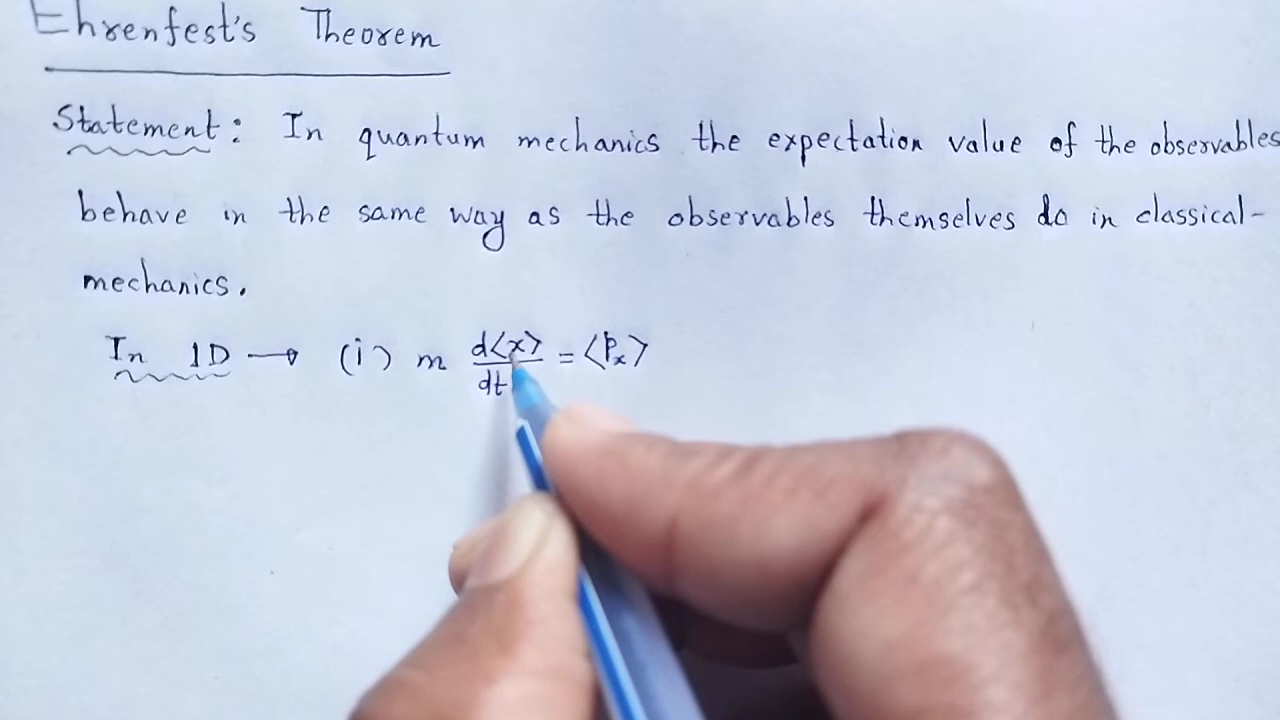 Ehrenfest's Theorem
Statement: In quantum mechanics the expectation value of the observables
behave in the same way as the observables themselves do in classical-
mechanics.
In 1D → (i) m d⟨x⟩/dt = ⟨Pₓ⟩